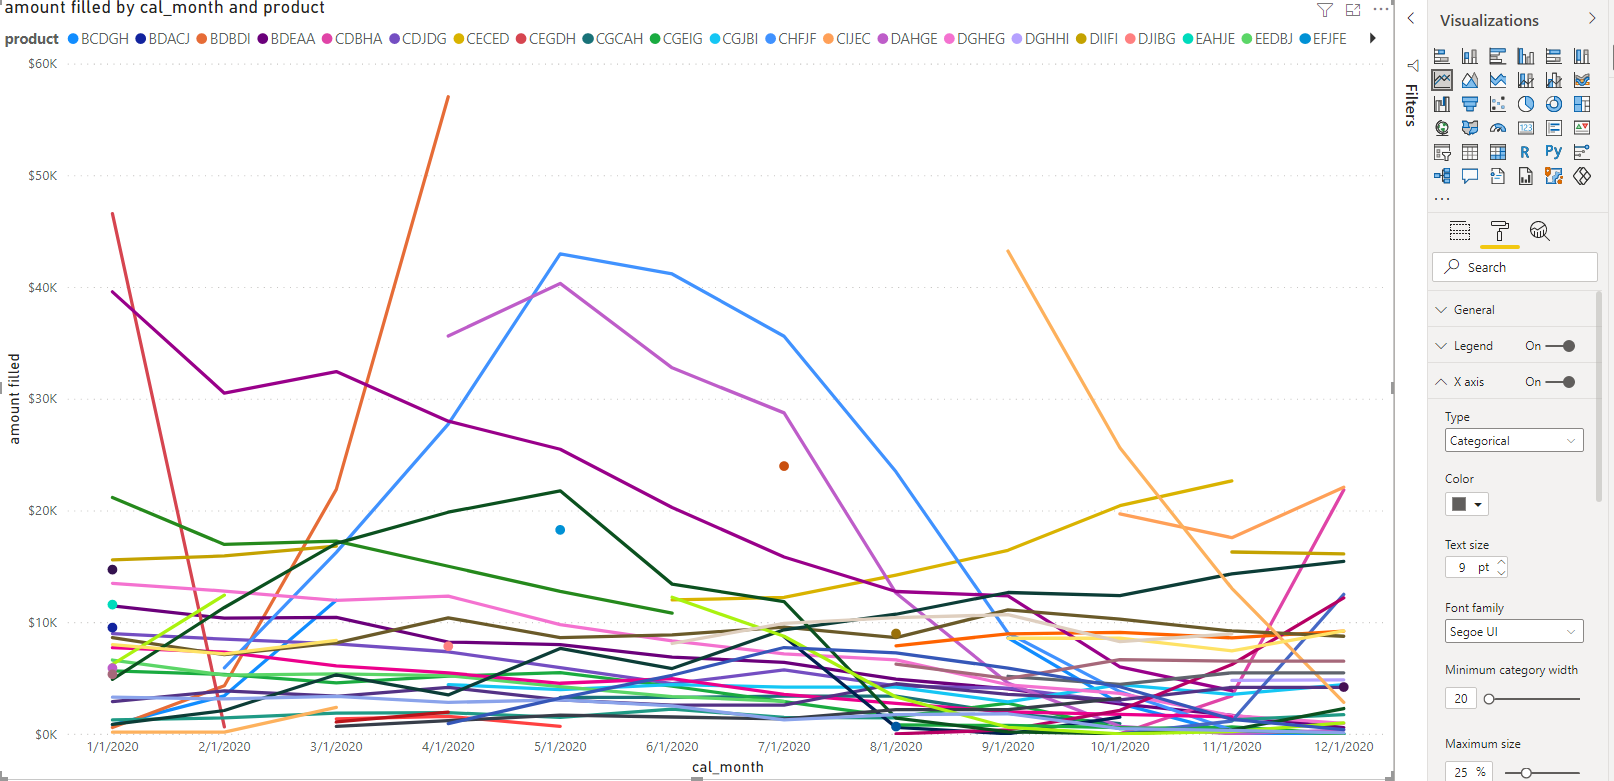 amount filled by cal_month and product
product BCDGH BDACJ BDBDI BDEAA CDBHA CDJDG CECED CEGDH CGCAH CGEIG CGJBI CHFJF CIJEC DAHGE DGHEG DGHHI DIIFI DJIBG EAHJE EEDBJ EFJFE
$60K
$50K
$40K
$30K
$20K
$10K
$0K
amount filled
1/1/2020 2/1/2020 3/1/2020 4/1/2020 5/1/2020 6/1/2020 7/1/2020 8/1/2020 9/1/2020 10/1/2020 11/1/2020 12/1/2020
cal_month
Filters
Visualizations
123
R Py
...
Search
General
Legend On
X axis On
Type
Categorical
Color
Text size
9 pt
Font family
Segoe UI
Minimum category width
20
Maximum size
25 %